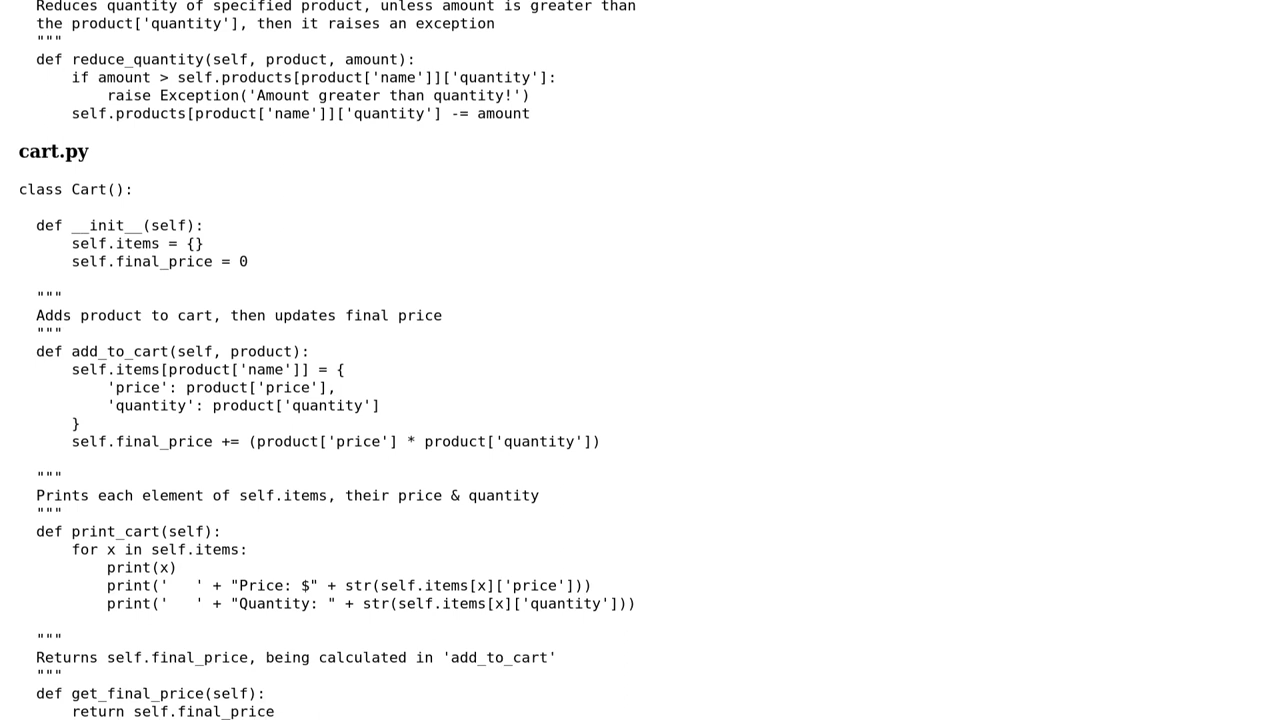 Reduces quantity of specified product, unless amount is greater than
the product['quantity'], then it raises an exception
"""
def reduce_quantity(self, product, amount):
if amount > self.products[product['name']]['quantity']:
raise Exception('Amount greater than quantity!')
self.products[product['name']]['quantity'] -= amount
cart.py
class Cart():
def __init__(self):
self.items = {}
self.final_price = 0
"""
Adds product to cart, then updates final price
"""
def add_to_cart(self, product):
self.items[product['name']] = {
'price': product['price'],
'quantity': product['quantity']
}
self.final_price += (product['price'] * product['quantity'])
"""
Prints each element of self.items, their price & quantity
"""
def print_cart(self):
for x in self.items:
print(x)
print('   ' + "Price: $" + str(self.items[x]['price']))
print('   ' + "Quantity: " + str(self.items[x]['quantity']))
"""
Returns self.final_price, being calculated in 'add_to_cart'
"""
def get_final_price(self):
return self.final_price